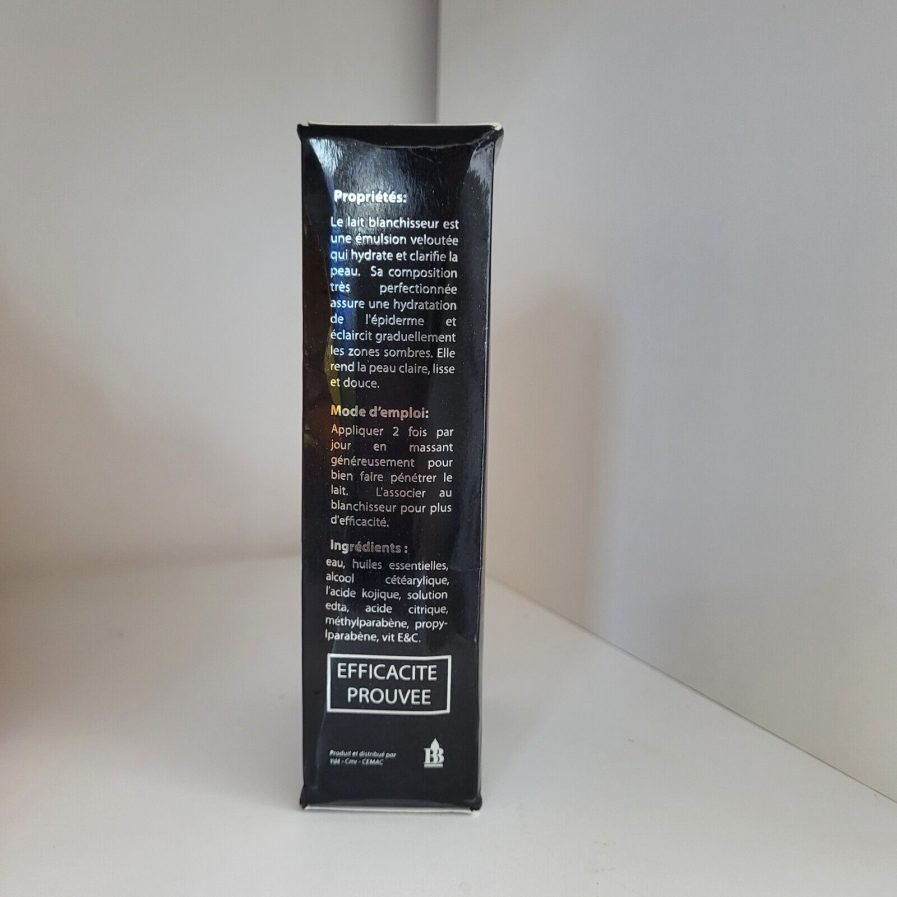 Propriétés:
Le lait blanchisseur est
une émulsion veloutée
qui hydrate et clarifie la
peau. Sa composition
très perfectionnée
assure une hydratation
de l'épiderme et
éclaircit graduellement
les zones sombres. Elle
rend la peau claire, lisse
et douce.
Mode d'emploi:
Appliquer 2 fois par
jour en massant
généreusement pour
bien faire pénétrer le
lait. L'associer au
blanchisseur pour plus
d'efficacité.
Ingrédients :
eau, huiles essentielles,
alcool cétéarylique,
l'acide kojique, solution
edta, acide citrique,
méthylparabène, propy-
lparabène, vit E&C.
EFFICACITE
PROUVEE
Produit et distribué par
- CEMAC